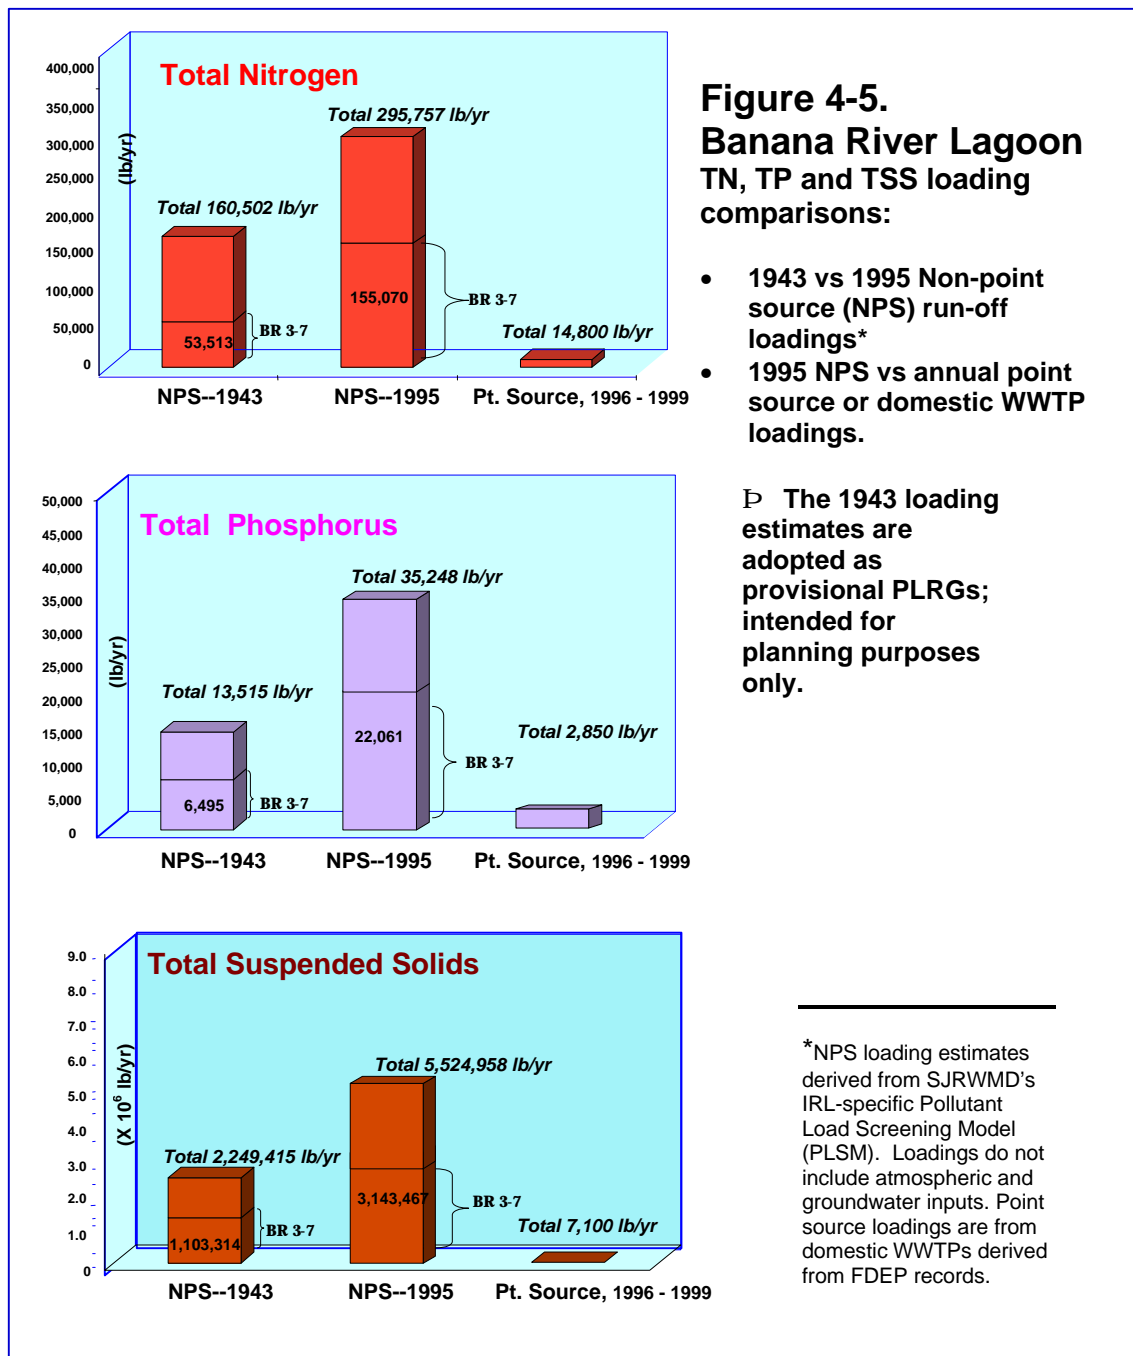 Total Nitrogen
400,000
350,000
300,000
250,000
200,000
150,000
100,000
50,000
0
(lb/yr)
Total 295,757 lb/yr
Total 160,502 lb/yr
155,070
BR 3-7
Total 14,800 lb/yr
53,513
BR 3-7
NPS--1943
NPS--1995
Pt. Source, 1996 - 1999
Figure 4-5.
Banana River Lagoon
TN, TP and TSS loading
comparisons:
• 1943 vs 1995 Non-point
source (NPS) run-off
loadings*
• 1995 NPS vs annual point
source or domestic WWTP
loadings.
Þ The 1943 loading
estimates are
adopted as
provisional PLRGs;
intended for
planning purposes
only.
Total Phosphorus
50,000
45,000
40,000
35,000
30,000
25,000
20,000
15,000
10,000
5,000
0
(lb/yr)
Total 35,248 lb/yr
Total 13,515 lb/yr
22,061
BR 3-7
Total 2,850 lb/yr
6,495
BR 3-7
NPS--1943
NPS--1995
Pt. Source, 1996 - 1999
Total Suspended Solids
9.0
8.0
7.0
6.0
5.0
4.0
3.0
2.0
1.0
0
(X 10⁶ lb/yr)
Total 5,524,958 lb/yr
Total 2,249,415 lb/yr
3,143,467
BR 3-7
Total 7,100 lb/yr
1,103,314
BR 3-7
NPS--1943
NPS--1995
Pt. Source, 1996 - 1999
*NPS loading estimates
derived from SJRWMD's
IRL-specific Pollutant
Load Screening Model
(PLSM). Loadings do not
include atmospheric and
groundwater inputs. Point
source loadings are from
domestic WWTPs derived
from FDEP records.